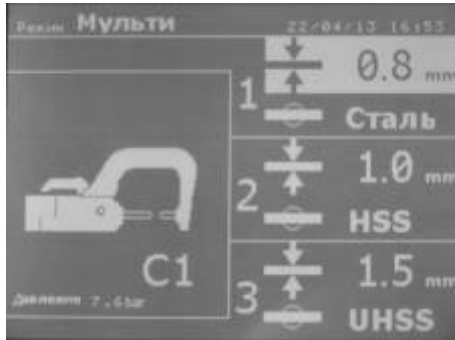 Режим Мульти 22/04/13 16:53
1 0.8 mm
Сталь
2 1.0 mm
HSS
3 1.5 mm
UHSS
C1
Давление 7.6bar